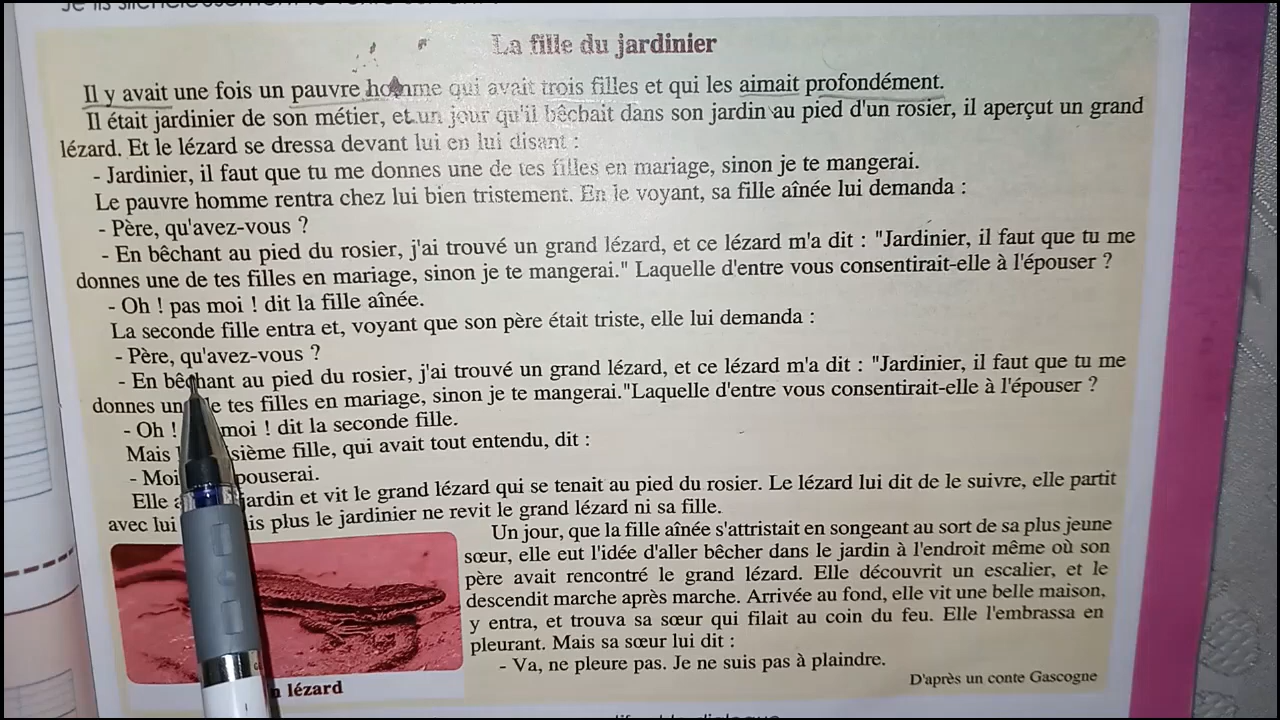 La fille du jardinier
Il y avait une fois un pauvre homme qui avait trois filles et qui les aimait profondément.
Il était jardinier de son métier, et un jour qu'il bêchait dans son jardin au pied d'un rosier, il aperçut un grand
lézard. Et le lézard se dressa devant lui en lui disant :
- Jardinier, il faut que tu me donnes une de tes filles en mariage, sinon je te mangerai.
Le pauvre homme rentra chez lui bien tristement. En le voyant, sa fille aînée lui demanda :
- Père, qu'avez-vous ?
- En bêchant au pied du rosier, j'ai trouvé un grand lézard, et ce lézard m'a dit : "Jardinier, il faut que tu me
donnes une de tes filles en mariage, sinon je te mangerai." Laquelle d'entre vous consentirait-elle à l'épouser ?
- Oh ! pas moi ! dit la fille aînée.
La seconde fille entra et, voyant que son père était triste, elle lui demanda :
- Père, qu'avez-vous ?
- En bêchant au pied du rosier, j'ai trouvé un grand lézard, et ce lézard m'a dit : "Jardinier, il faut que tu me
donnes de tes filles en mariage, sinon je te mangerai."Laquelle d'entre vous consentirait-elle à l'épouser ?
- Oh ! moi ! dit la seconde fille.
Mais fille, qui avait tout entendu, dit :
- Moi
Elle jardin et vit le grand lézard qui se tenait au pied du rosier. Le lézard lui dit de le suivre, elle partit
avec lui plus le jardinier ne revit le grand lézard ni sa fille.
Un jour, que la fille aînée s'attristait en songeant au sort de sa plus jeune
sœur, elle eut l'idée d'aller bêcher dans le jardin à l'endroit même où son
père avait rencontré le grand lézard. Elle découvrit un escalier, et le
descendit marche après marche. Arrivée au fond, elle vit une belle maison,
y entra, et trouva sa sœur qui filait au coin du feu. Elle l'embrassa en
pleurant. Mais sa sœur lui dit :
- Va, ne pleure pas. Je ne suis pas à plaindre.
lézard
D'après un conte Gascogne